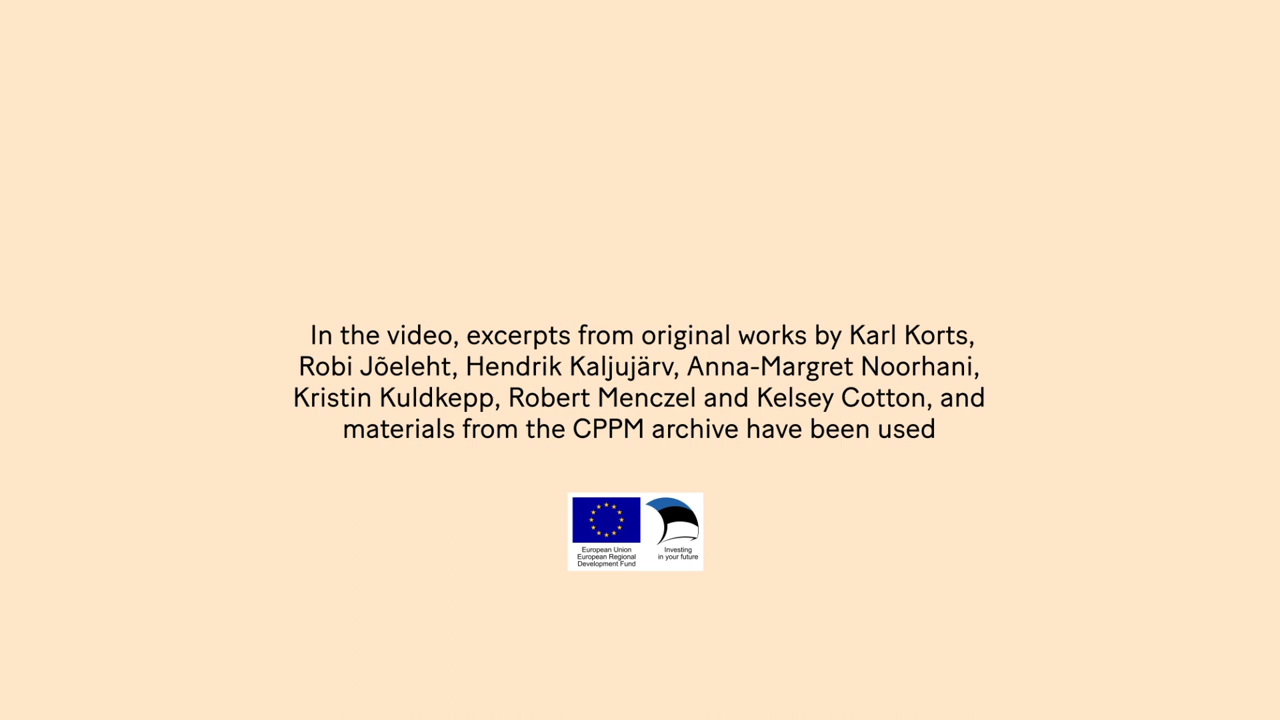 In the video, excerpts from original works by Karl Korts,
Robi Jõeleht, Hendrik Kaljujärv, Anna-Margret Noorhani,
Kristin Kuldkepp, Robert Menczel and Kelsey Cotton, and
materials from the CPPM archive have been used
European Union
European Regional
Development Fund
Investing
in your future